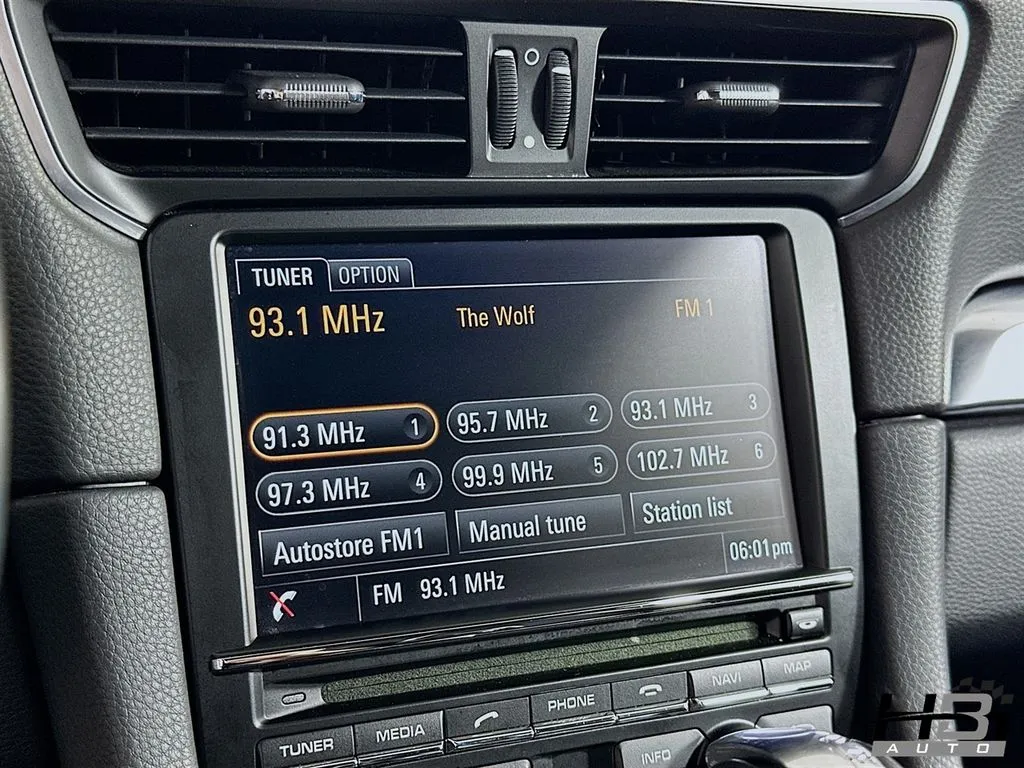 TUNER OPTION
93.1 MHz The Wolf FM 1
91.3 MHz 1 95.7 MHz 2 93.1 MHz 3
97.3 MHz 4 99.9 MHz 5 102.7 MHz 6
Autostore FM1 Manual tune Station list
FM 93.1 MHz 06:01pm
TUNER MEDIA PHONE NAVI MAP
INFO
HB
AUTO